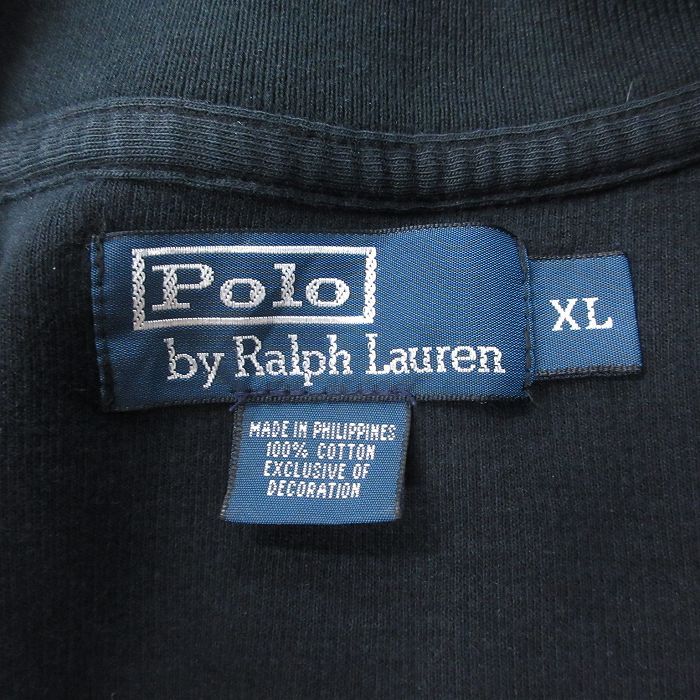 Polo
by Ralph Lauren
XL
MADE IN PHILIPPINES
100% COTTON
EXCLUSIVE OF
DECORATION